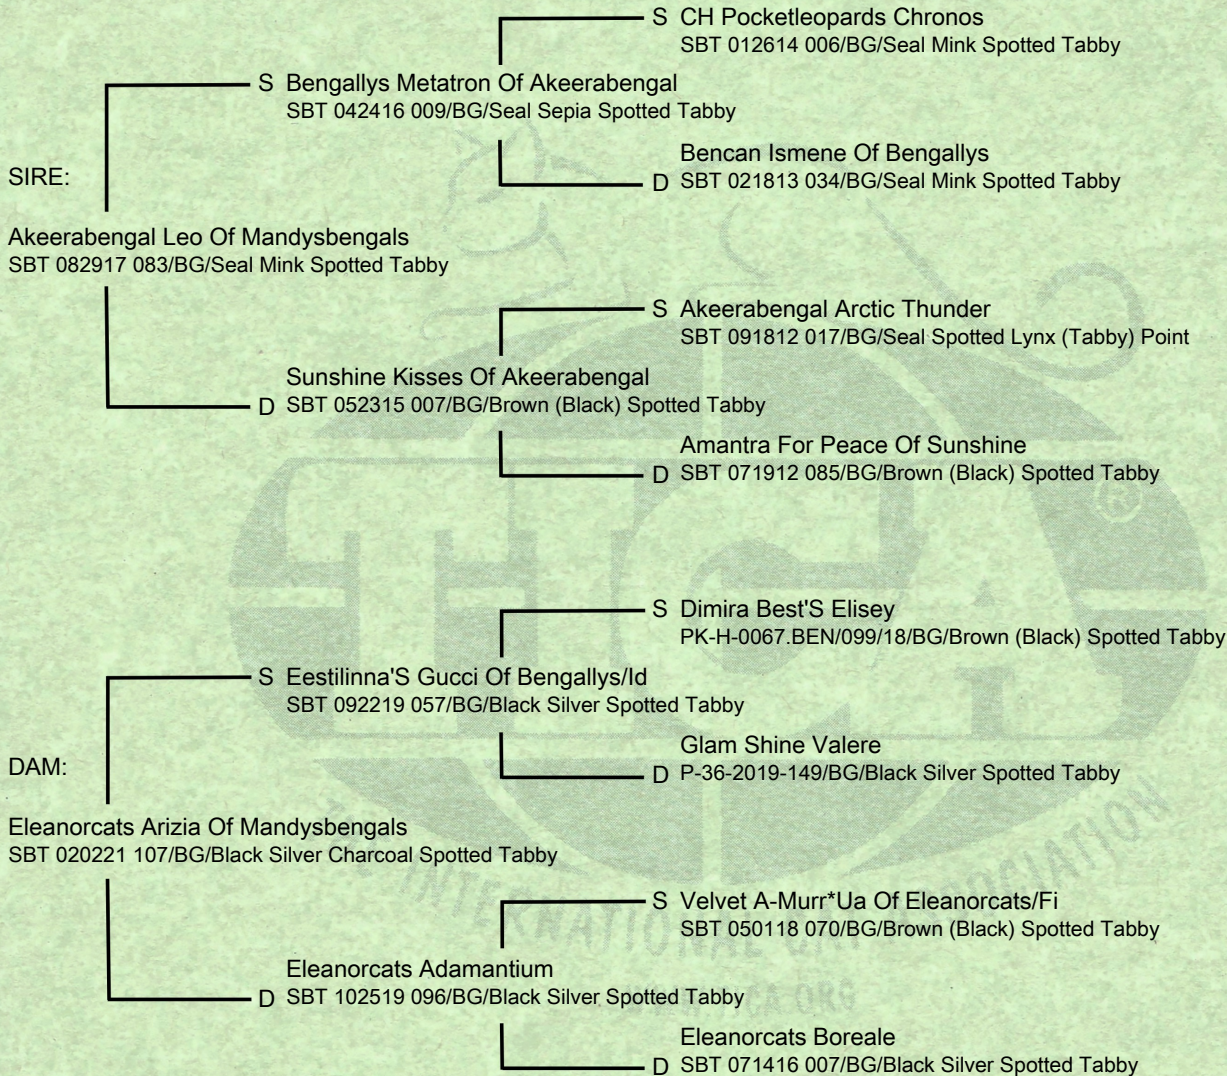 S CH Pocketleopards Chronos
SBT 012614 006/BG/Seal Mink Spotted Tabby
S Bengallys Metatron Of Akeerabengal
SBT 042416 009/BG/Seal Sepia Spotted Tabby
Bencan Ismene Of Bengallys
D SBT 021813 034/BG/Seal Mink Spotted Tabby
SIRE:
Akeerabengal Leo Of Mandysbengals
SBT 082917 083/BG/Seal Mink Spotted Tabby
S Akeerabengal Arctic Thunder
SBT 091812 017/BG/Seal Spotted Lynx (Tabby) Point
Sunshine Kisses Of Akeerabengal
D SBT 052315 007/BG/Brown (Black) Spotted Tabby
Amantra For Peace Of Sunshine
D SBT 071912 085/BG/Brown (Black) Spotted Tabby
TICA ®
S Dimira Best'S Elisey
PK-H-0067.BEN/099/18/BG/Brown (Black) Spotted Tabby
S Eestilinna'S Gucci Of Bengallys/Id
SBT 092219 057/BG/Black Silver Spotted Tabby
Glam Shine Valere
D P-36-2019-149/BG/Black Silver Spotted Tabby
DAM:
Eleanorcats Arizia Of Mandysbengals
SBT 020221 107/BG/Black Silver Charcoal Spotted Tabby
THE INTERNATIONAL CAT ASSOCIATION
S Velvet A-Murr*Ua Of Eleanorcats/Fi
SBT 050118 070/BG/Brown (Black) Spotted Tabby
Eleanorcats Adamantium
D SBT 102519 096/BG/Black Silver Spotted Tabby
Eleanorcats Boreale
D SBT 071416 007/BG/Black Silver Spotted Tabby